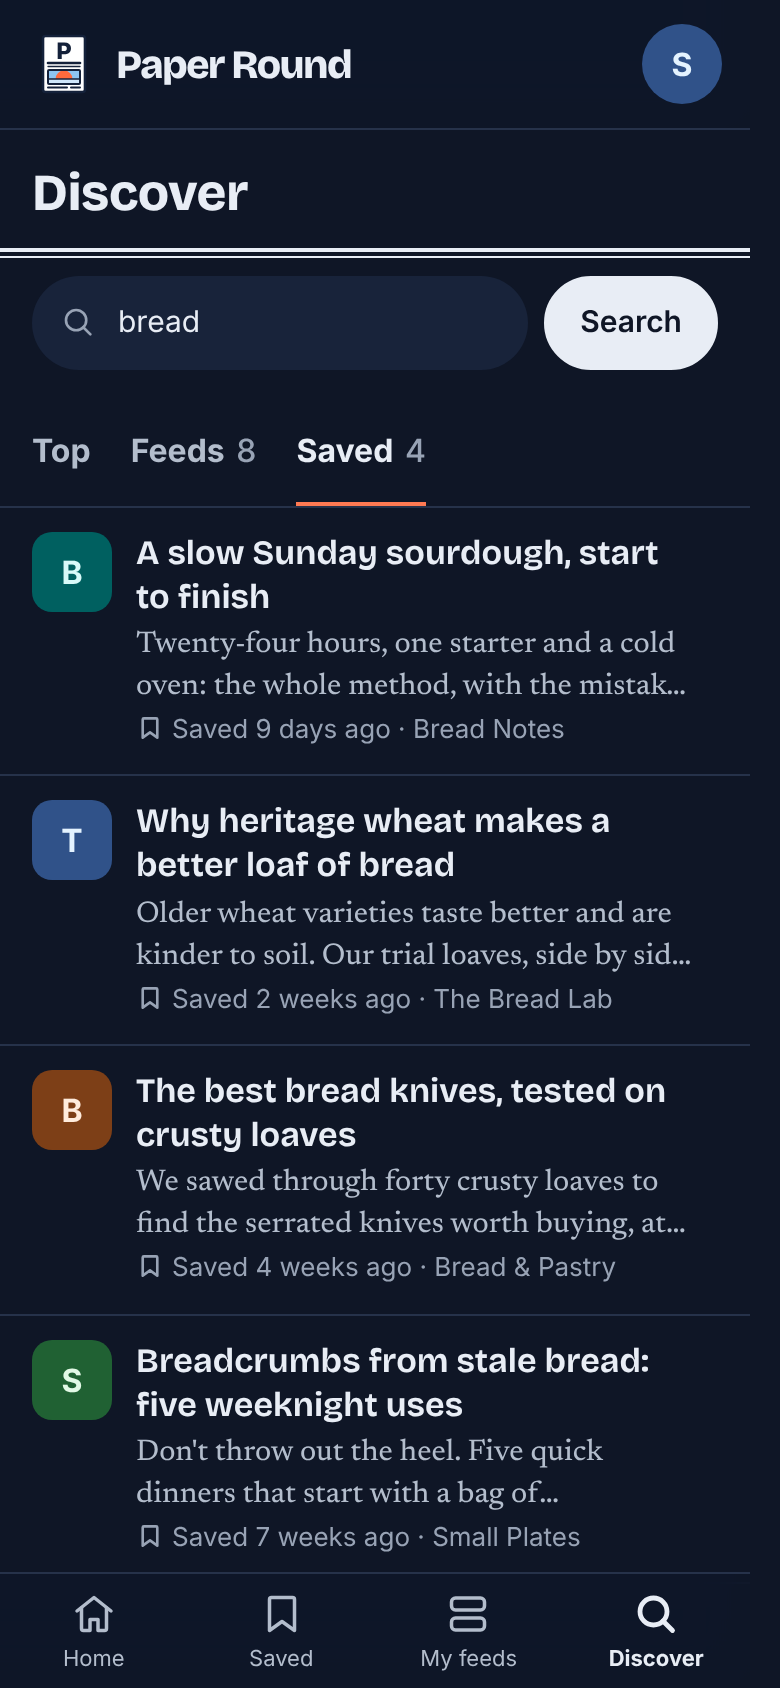 P
Paper Round
S
Discover
bread
Search
Top
Feeds 8
Saved 4
B
A slow Sunday sourdough, start
to finish
Twenty-four hours, one starter and a cold
oven: the whole method, with the mistak...
Saved 9 days ago · Bread Notes
T
Why heritage wheat makes a
better loaf of bread
Older wheat varieties taste better and are
kinder to soil. Our trial loaves, side by sid...
Saved 2 weeks ago · The Bread Lab
B
The best bread knives, tested on
crusty loaves
We sawed through forty crusty loaves to
find the serrated knives worth buying, at...
Saved 4 weeks ago · Bread & Pastry
S
Breadcrumbs from stale bread:
five weeknight uses
Don't throw out the heel. Five quick
dinners that start with a bag of...
Saved 7 weeks ago · Small Plates
Home
Saved
My feeds
Discover